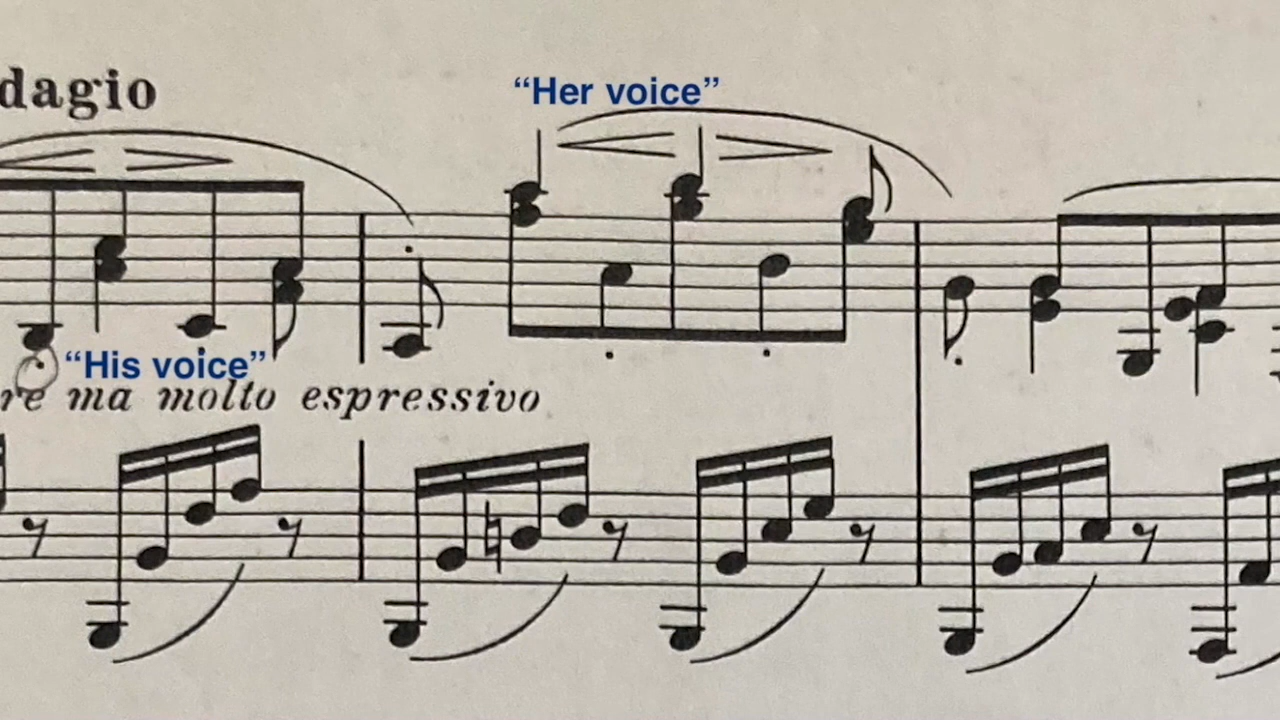 dagio
“Her voice”
“His voice”
re ma molto espressivo